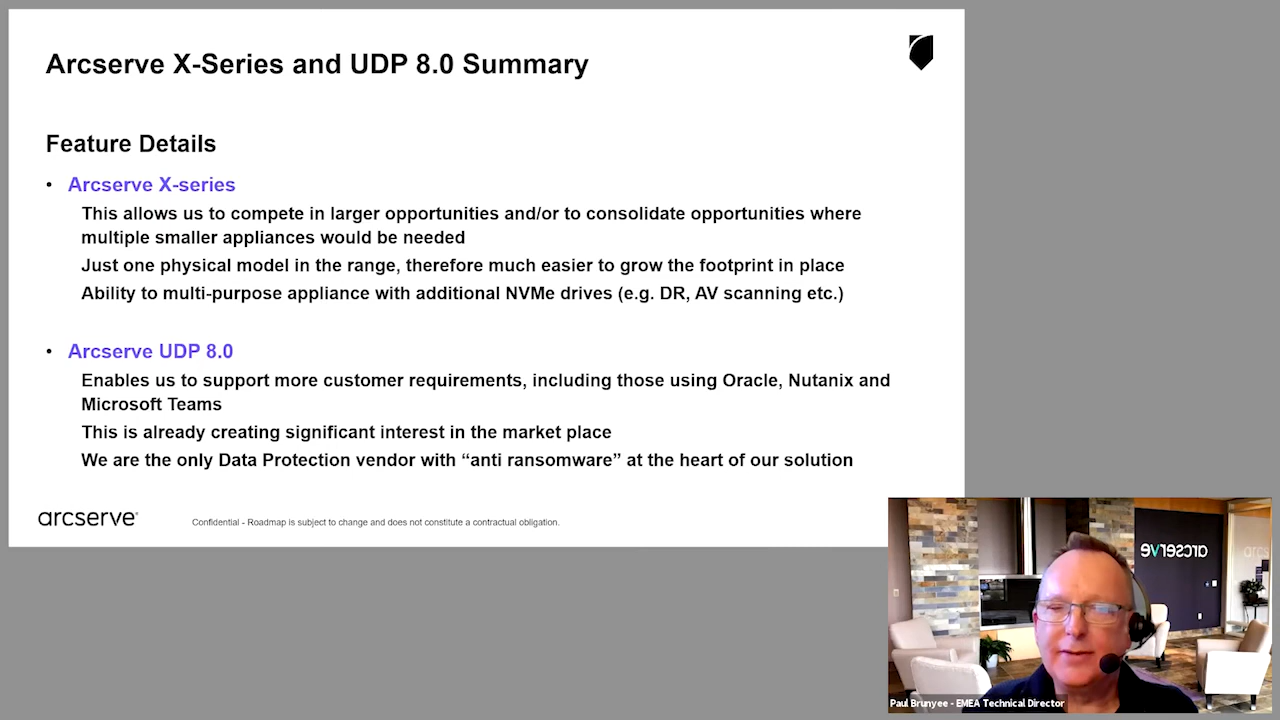 Arcserve X-Series and UDP 8.0 Summary
Feature Details
• Arcserve X-series
This allows us to compete in larger opportunities and/or to consolidate opportunities where
multiple smaller appliances would be needed
Just one physical model in the range, therefore much easier to grow the footprint in place
Ability to multi-purpose appliance with additional NVMe drives (e.g. DR, AV scanning etc.)
• Arcserve UDP 8.0
Enables us to support more customer requirements, including those using Oracle, Nutanix and
Microsoft Teams
This is already creating significant interest in the market place
We are the only Data Protection vendor with “anti ransomware” at the heart of our solution
arcserve®
Confidential - Roadmap is subject to change and does not constitute a contractual obligation.
arcserve
arcs
Paul Brunyee - EMEA Technical Director